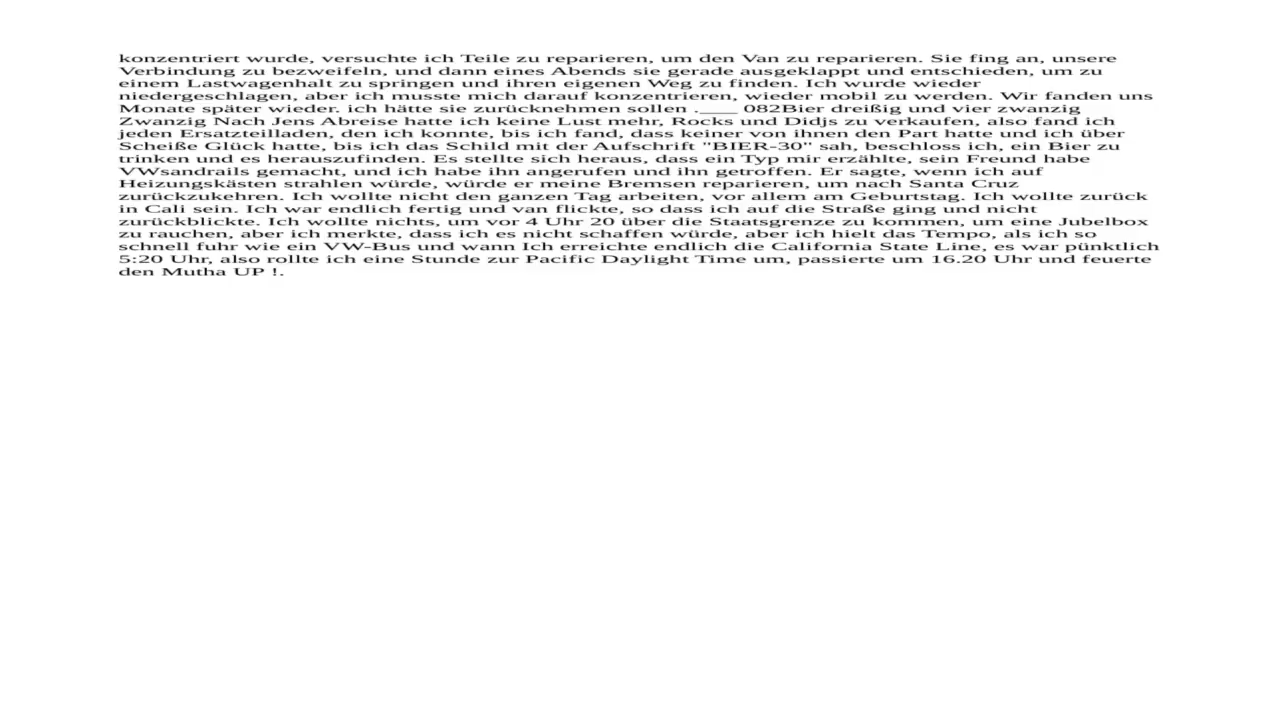 konzentriert wurde, versuchte ich Teile zu reparieren, um den Van zu reparieren. Sie fing an, unsere
Verbindung zu bezweifeln, und dann eines Abends sie gerade ausgeklappt und entschieden, um zu
einem Lastwagenhalt zu springen und ihren eigenen Weg zu finden. Ich wurde wieder
niedergeschlagen, aber ich musste mich darauf konzentrieren, wieder mobil zu werden. Wir fanden uns
Monate später wieder. ich hätte sie zurücknehmen sollen .___ 082Bier dreißig und vier zwanzig
Zwanzig Nach Jens Abreise hatte ich keine Lust mehr, Rocks und Didjs zu verkaufen, also fand ich
jeden Ersatzteilladen, den ich konnte, bis ich fand, dass keiner von ihnen den Part hatte und ich über
Scheiße Glück hatte, bis ich das Schild mit der Aufschrift "BIER-30" sah, beschloss ich, ein Bier zu
trinken und es herauszufinden. Es stellte sich heraus, dass ein Typ mir erzählte, sein Freund habe
VWsandrails gemacht, und ich habe ihn angerufen und ihn getroffen. Er sagte, wenn ich auf
Heizungskästen strahlen würde, würde er meine Bremsen reparieren, um nach Santa Cruz
zurückzukehren. Ich wollte nicht den ganzen Tag arbeiten, vor allem am Geburtstag. Ich wollte zurück
in Cali sein. Ich war endlich fertig und van flickte, so dass ich auf die Straße ging und nicht
zurückblickte. Ich wollte nichts, um vor 4 Uhr 20 über die Staatsgrenze zu kommen, um eine Jubelbox
zu rauchen, aber ich merkte, dass ich es nicht schaffen würde, aber ich hielt das Tempo, als ich so
schnell fuhr wie ein VW-Bus und wann Ich erreichte endlich die California State Line, es war pünktlich
5:20 Uhr, also rollte ich eine Stunde zur Pacific Daylight Time um, passierte um 16.20 Uhr und feuerte
den Mutha UP !.